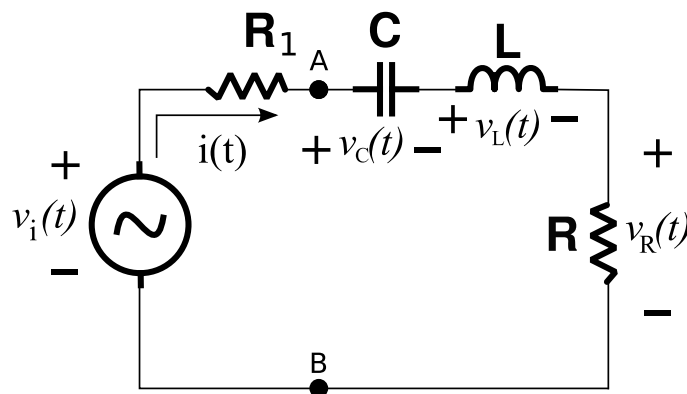 R1
A
C
L
i(t)
+ vC(t) −
+ vL(t) −
+
vi(t)
−
R
+
vR(t)
−
B